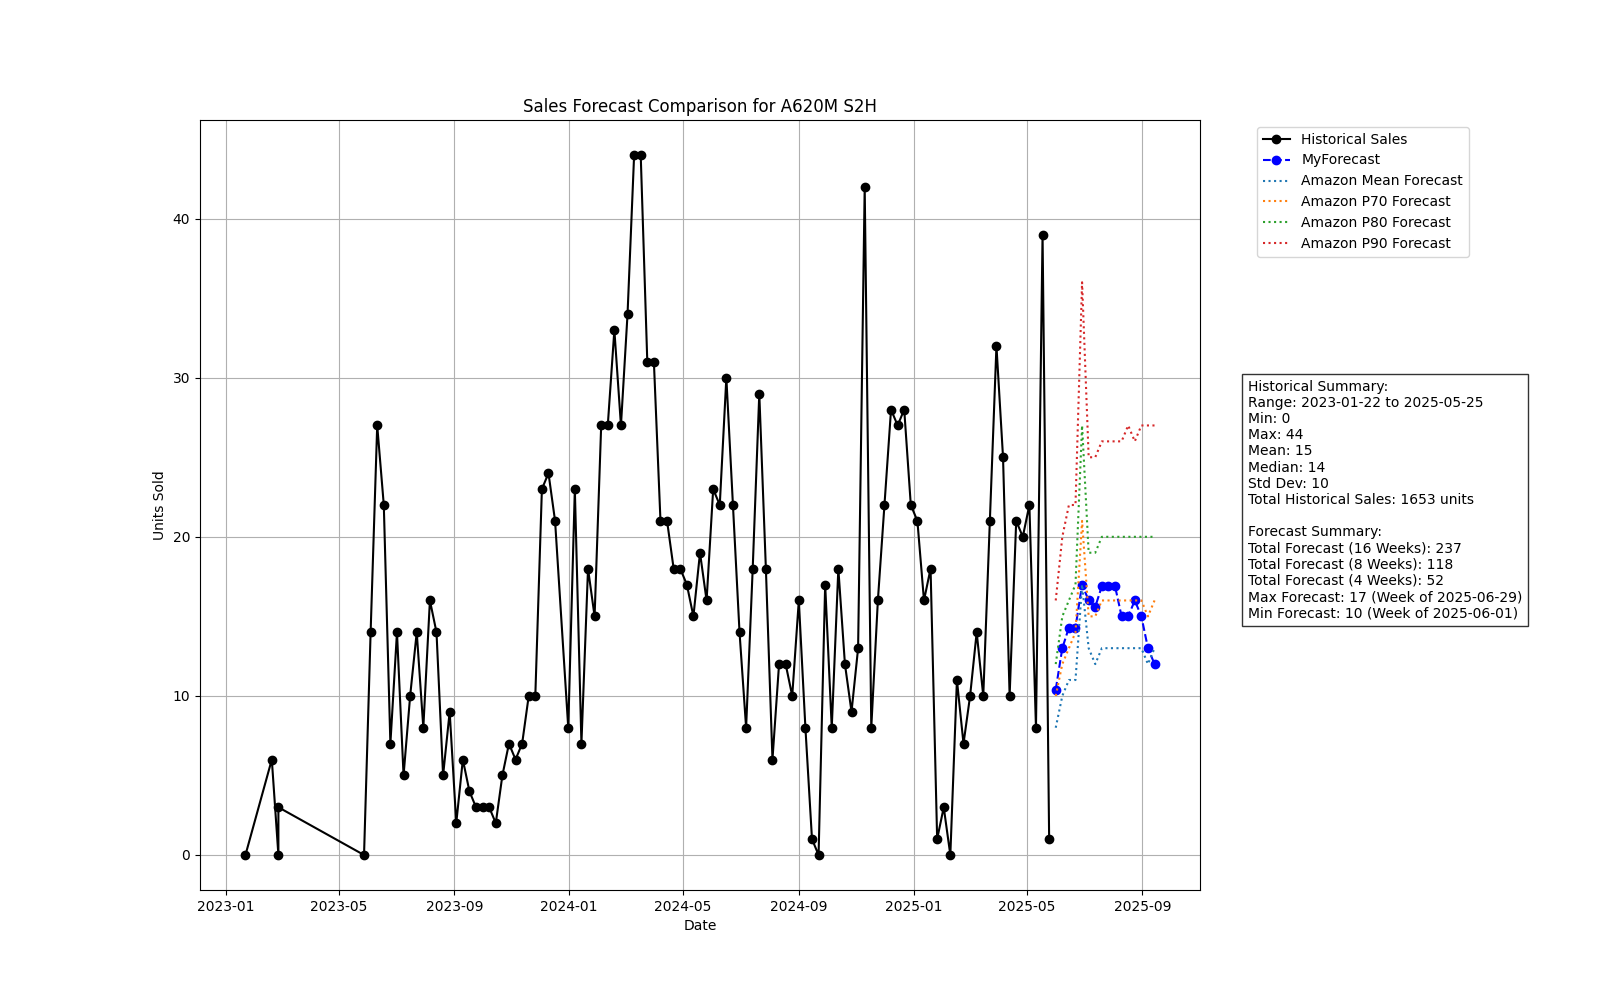 Sales Forecast Comparison for A620M S2H
Historical Sales
MyForecast
Amazon Mean Forecast
Amazon P70 Forecast
Amazon P80 Forecast
Amazon P90 Forecast
40
30
20
10
0
Units Sold
Historical Summary:
Range: 2023-01-22 to 2025-05-25
Min: 0
Max: 44
Mean: 15
Median: 14
Std Dev: 10
Total Historical Sales: 1653 units
Forecast Summary:
Total Forecast (16 Weeks): 237
Total Forecast (8 Weeks): 118
Total Forecast (4 Weeks): 52
Max Forecast: 17 (Week of 2025-06-29)
Min Forecast: 10 (Week of 2025-06-01)
2023-01 2023-05 2023-09 2024-01 2024-05 2024-09 2025-01 2025-05 2025-09
Date